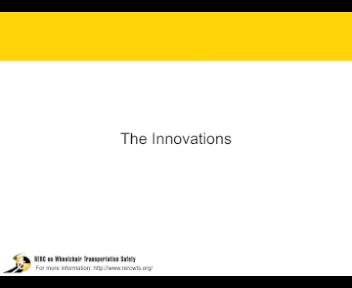 The Innovations
RERC on Wheelchair Transportation Safety
For more information: http://www.rercwts.org/